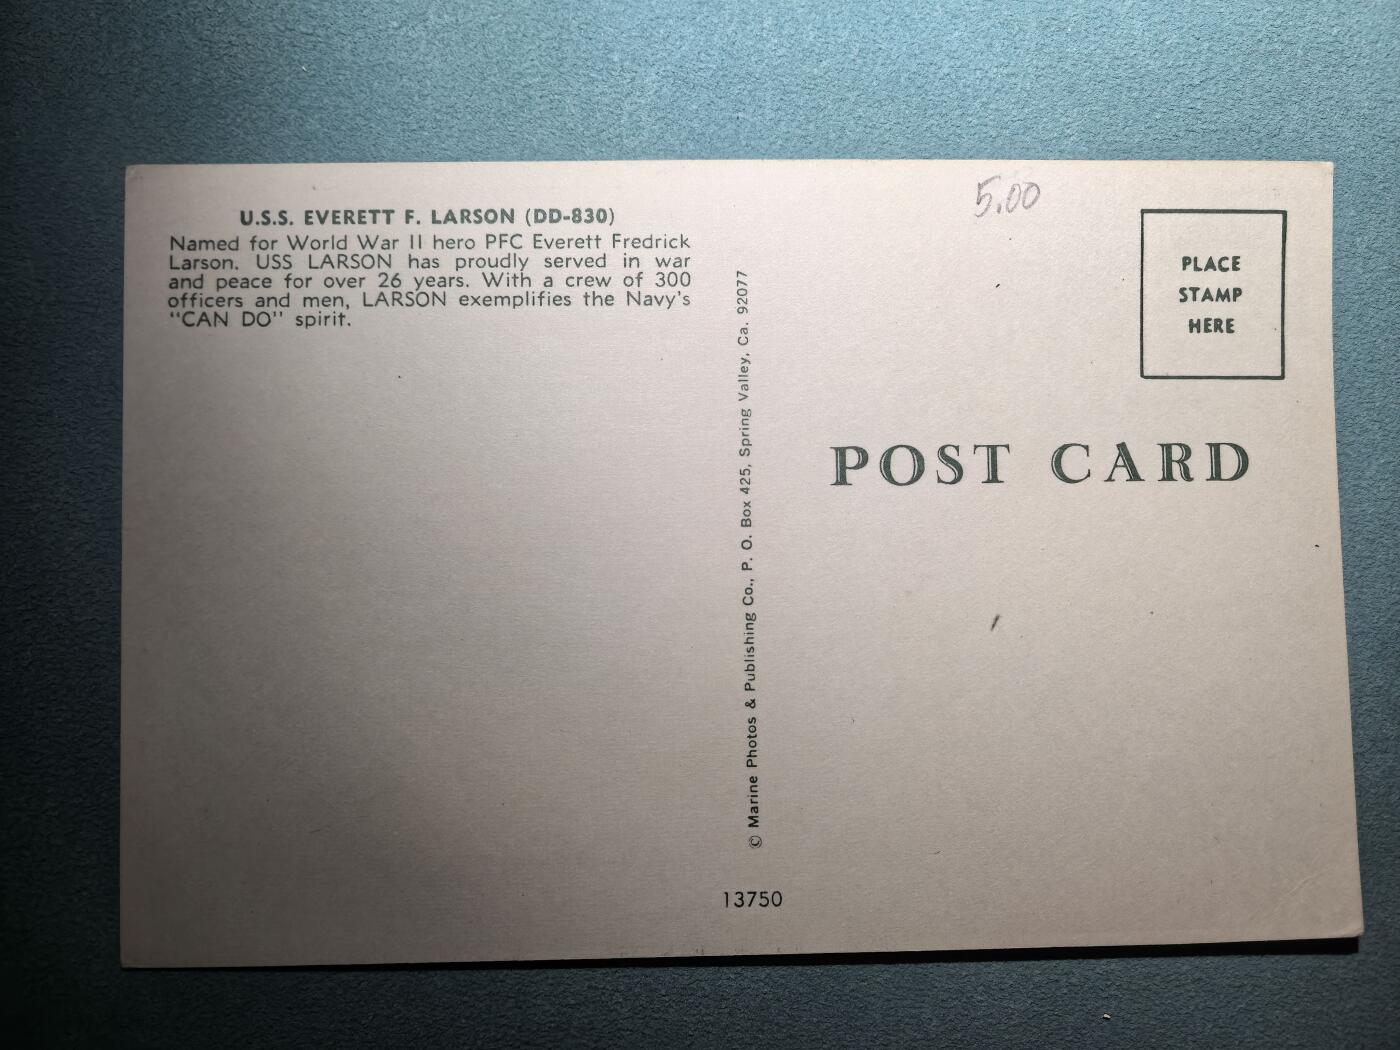 U.S.S. EVERETT F. LARSON (DD-830)
Named for World War II hero PFC Everett Fredrick
Larson. USS LARSON has proudly served in war
and peace for over 26 years. With a crew of 300
officers and men, LARSON exemplifies the Navy's
"CAN DO" spirit.
© Marine Photos & Publishing Co., P. O. Box 425, Spring Valley, Ca. 92077
13750
5.00
PLACE
STAMP
HERE
POST CARD